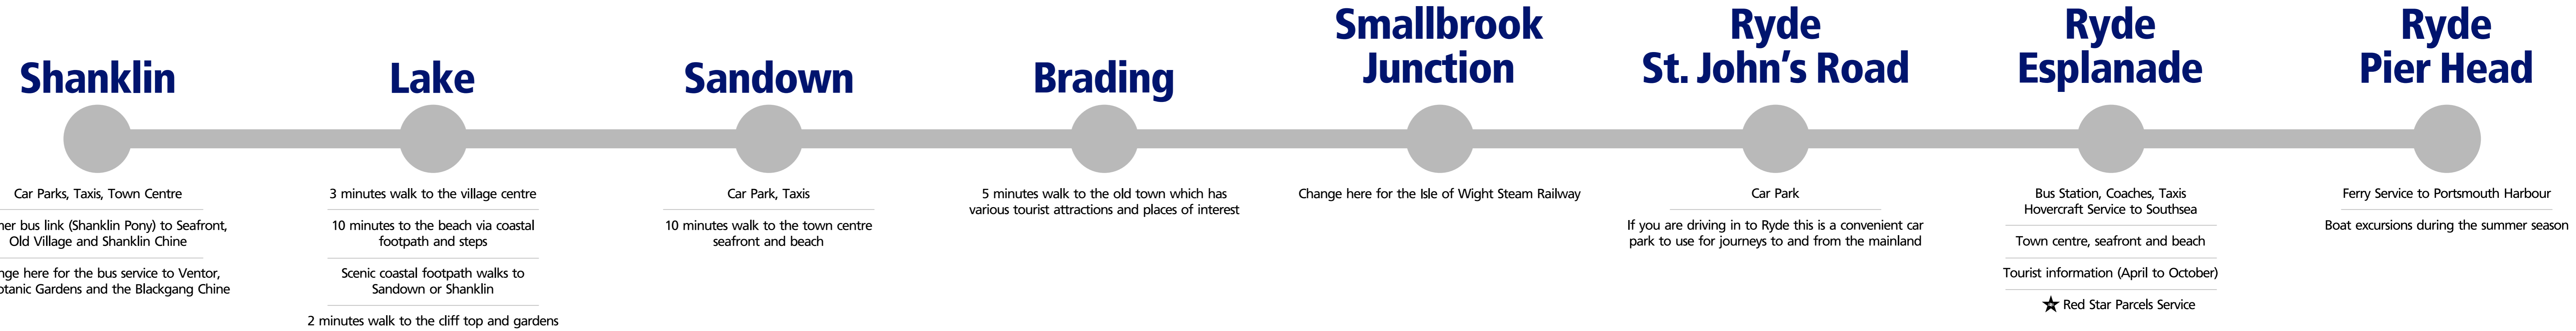 Shanklin
Car Parks, Taxis, Town Centre
bus link (Shanklin Pony) to Seafront,
Old Village and Shanklin Chine
here for the bus service to Ventor,
Gardens and the Blackgang Chine
Lake
3 minutes walk to the village centre
10 minutes to the beach via coastal
footpath and steps
Scenic coastal footpath walks to
Sandown or Shanklin
2 minutes walk to the cliff top and gardens
Sandown
Car Park, Taxis
10 minutes walk to the town centre
seafront and beach
Brading
5 minutes walk to the old town which has
various tourist attractions and places of interest
Smallbrook
Junction
Change here for the Isle of Wight Steam Railway
Ryde
St. John's Road
Car Park
If you are driving in to Ryde this is a convenient car
park to use for journeys to and from the mainland
Ryde
Esplanade
Bus Station, Coaches, Taxis
Hovercraft Service to Southsea
Town centre, seafront and beach
Tourist information (April to October)
Red Star Parcels Service
Ryde
Pier Head
Ferry Service to Portsmouth Harbour
Boat excursions during the summer season